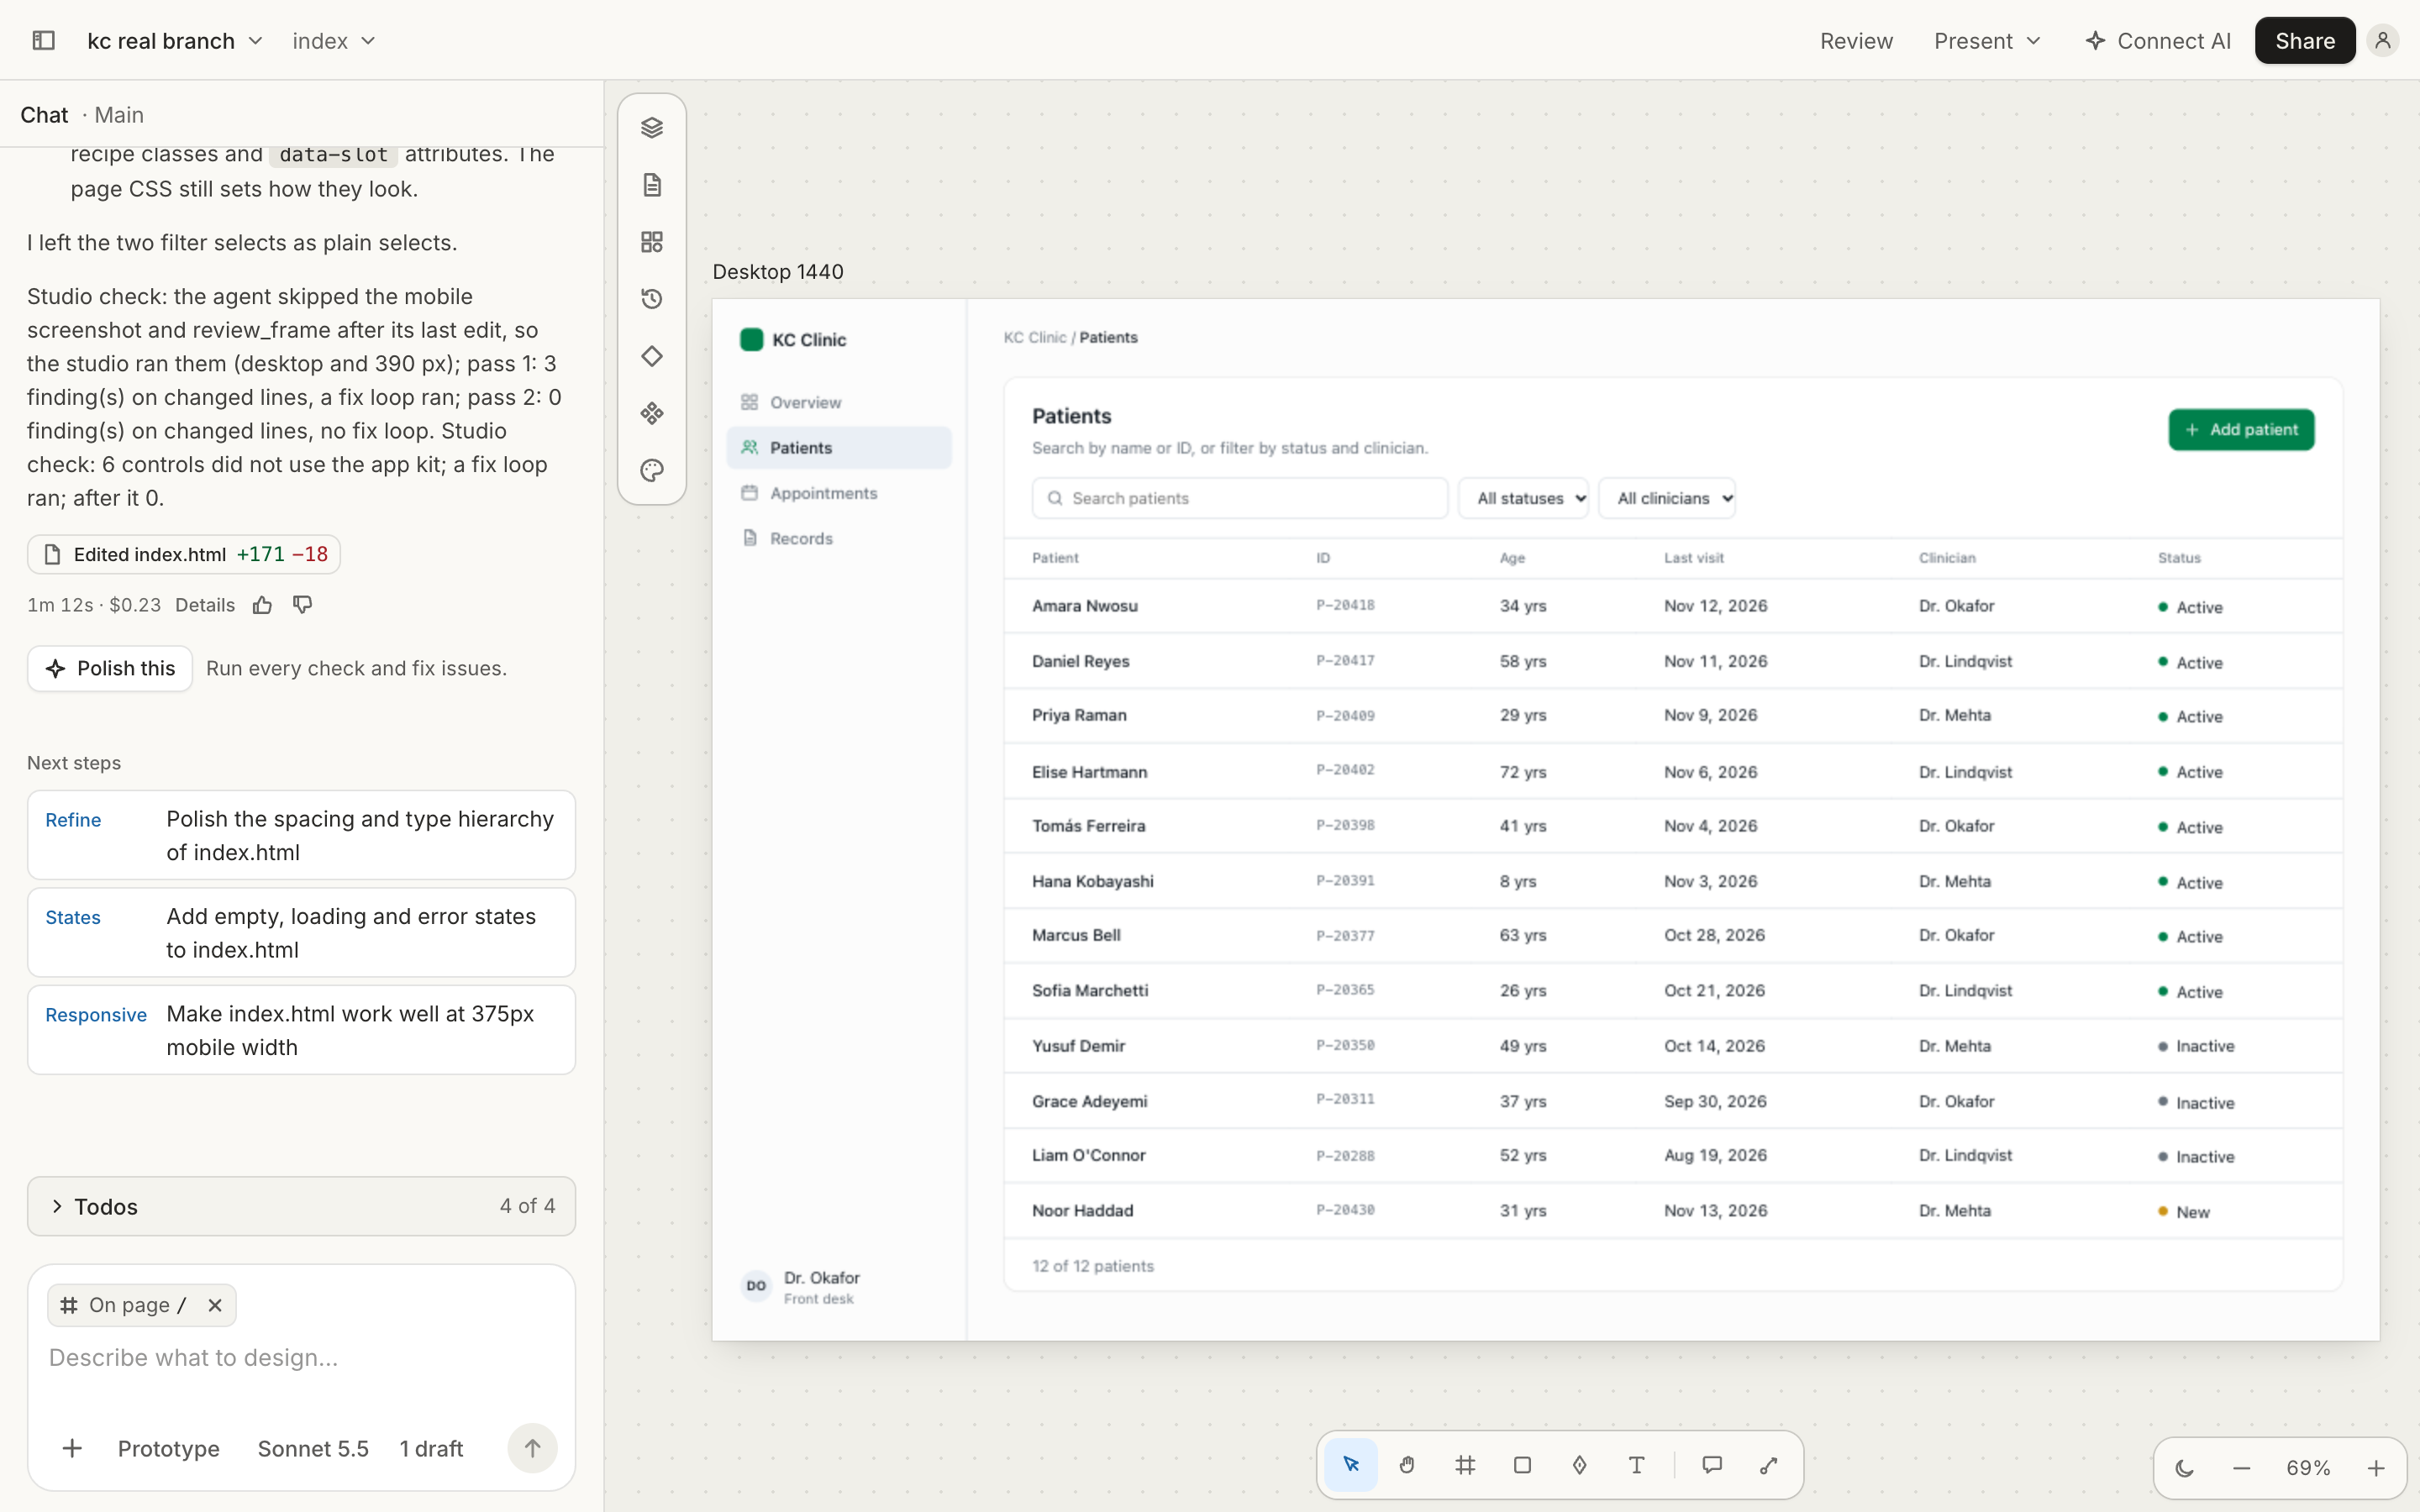 kc real branch
index
Review
Present
Connect AI
Share
Chat · Main
recipe classes and data-slot attributes. The
page CSS still sets how they look.
I left the two filter selects as plain selects.
Studio check: the agent skipped the mobile
screenshot and review_frame after its last edit, so
the studio ran them (desktop and 390 px); pass 1: 3
finding(s) on changed lines, a fix loop ran; pass 2: 0
finding(s) on changed lines, no fix loop. Studio
check: 6 controls did not use the app kit; a fix loop
ran; after it 0.
Edited index.html +171 −18
1m 12s · $0.23 Details
Polish this Run every check and fix issues.
Next steps
Refine Polish the spacing and type hierarchy
of index.html
States Add empty, loading and error states
to index.html
Responsive Make index.html work well at 375px
mobile width
Todos 4 of 4
On page /
Describe what to design...
Prototype Sonnet 5.5 1 draft
Desktop 1440
KC Clinic
Overview
Patients
Appointments
Records
DO Dr. Okafor
Front desk
KC Clinic / Patients
Patients
Search by name or ID, or filter by status and clinician.
+ Add patient
Search patients All statuses All clinicians
Patient ID Age Last visit Clinician Status
Amara Nwosu P-20418 34 yrs Nov 12, 2026 Dr. Okafor Active
Daniel Reyes P-20417 58 yrs Nov 11, 2026 Dr. Lindqvist Active
Priya Raman P-20409 29 yrs Nov 9, 2026 Dr. Mehta Active
Elise Hartmann P-20402 72 yrs Nov 6, 2026 Dr. Lindqvist Active
Tomás Ferreira P-20398 41 yrs Nov 4, 2026 Dr. Okafor Active
Hana Kobayashi P-20391 8 yrs Nov 3, 2026 Dr. Mehta Active
Marcus Bell P-20377 63 yrs Oct 28, 2026 Dr. Okafor Active
Sofia Marchetti P-20365 26 yrs Oct 21, 2026 Dr. Lindqvist Active
Yusuf Demir P-20350 49 yrs Oct 14, 2026 Dr. Mehta Inactive
Grace Adeyemi P-20311 37 yrs Sep 30, 2026 Dr. Okafor Inactive
Liam O'Connor P-20288 52 yrs Aug 19, 2026 Dr. Lindqvist Inactive
Noor Haddad P-20430 31 yrs Nov 13, 2026 Dr. Mehta New
12 of 12 patients
69%